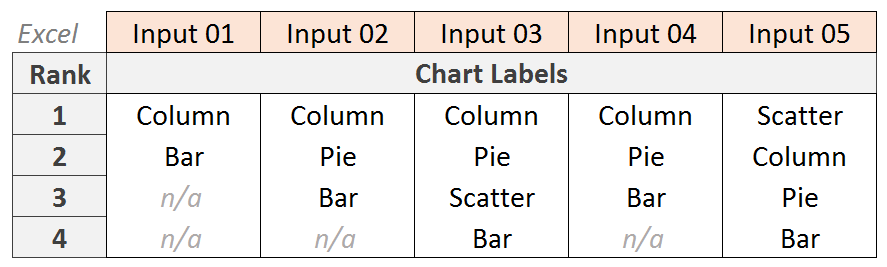 Excel Input 01 Input 02 Input 03 Input 04 Input 05
Rank Chart Labels
1 Column Column Column Column Scatter
2 Bar Pie Pie Pie Column
3 n/a Bar Scatter Bar Pie
4 n/a n/a Bar n/a Bar